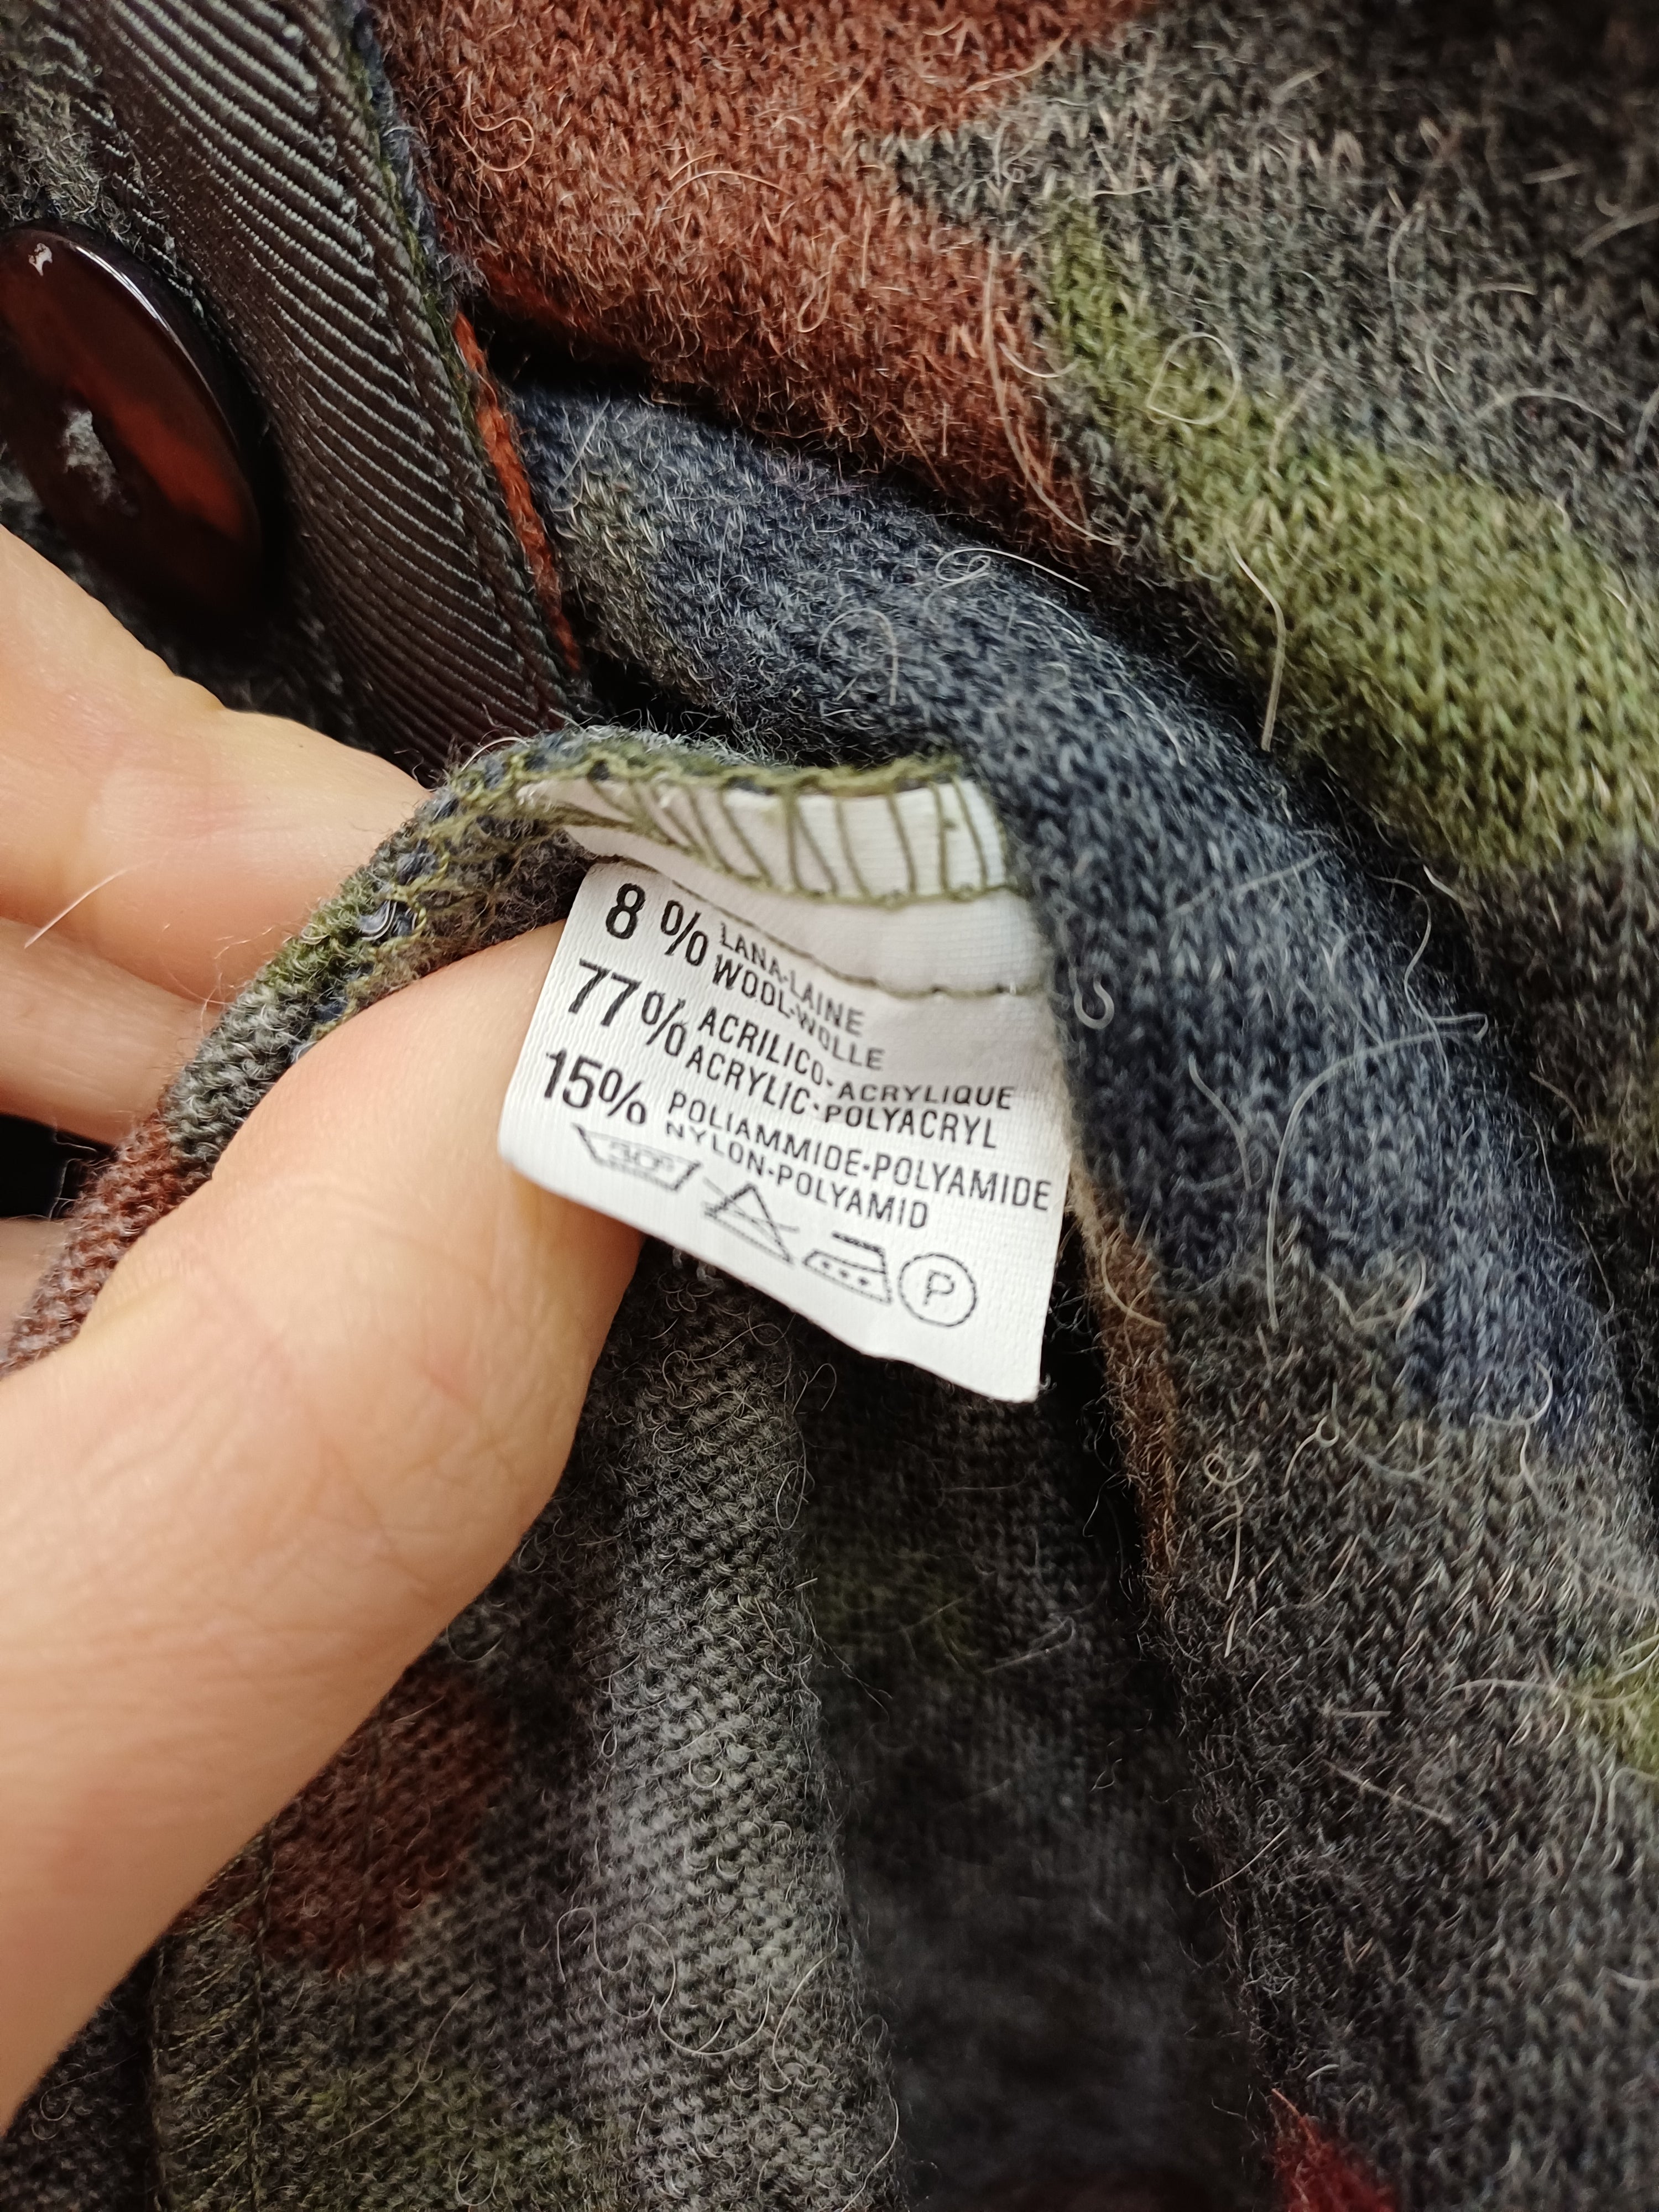 8 % LANA-LAINE
WOOL-WOLLE
77% ACRILICO-ACRYLIQUE
ACRYLIC-POLYACRYL
15% POLIAMMIDE-POLYAMIDE
NYLON-POLYAMID
30°
P